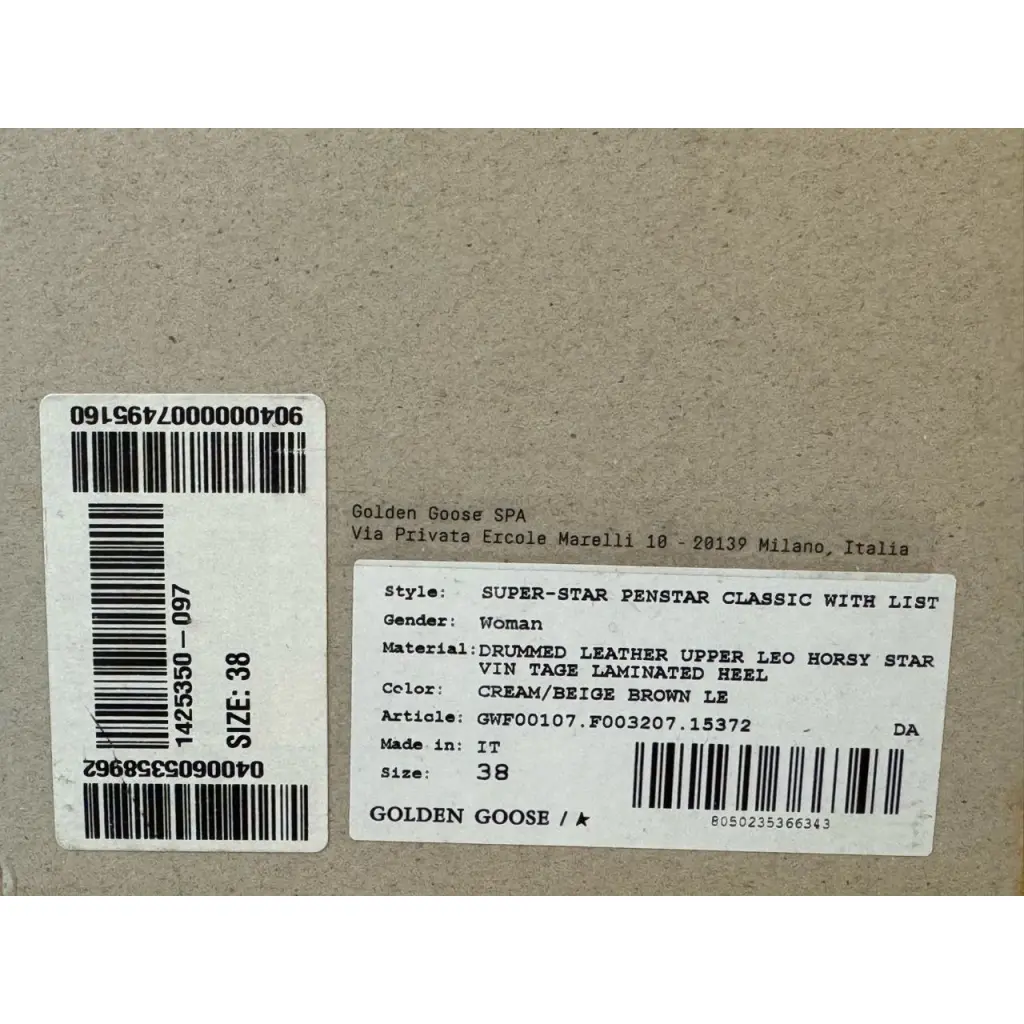 9040000007495160
1425350-097
SIZE: 38
0400605358962
Golden Goose SPA
Via Privata Ercole Marelli 10 - 20139 Milano, Italia
Style: SUPER-STAR PENSTAR CLASSIC WITH LIST
Gender: Woman
Material: DRUMMED LEATHER UPPER LEO HORSY STAR
VIN TAGE LAMINATED HEEL
Color: CREAM/BEIGE BROWN LE
Article: GWF00107.F003207.15372
DA
Made in: IT
Size: 38
GOLDEN GOOSE / ★
8050235366343